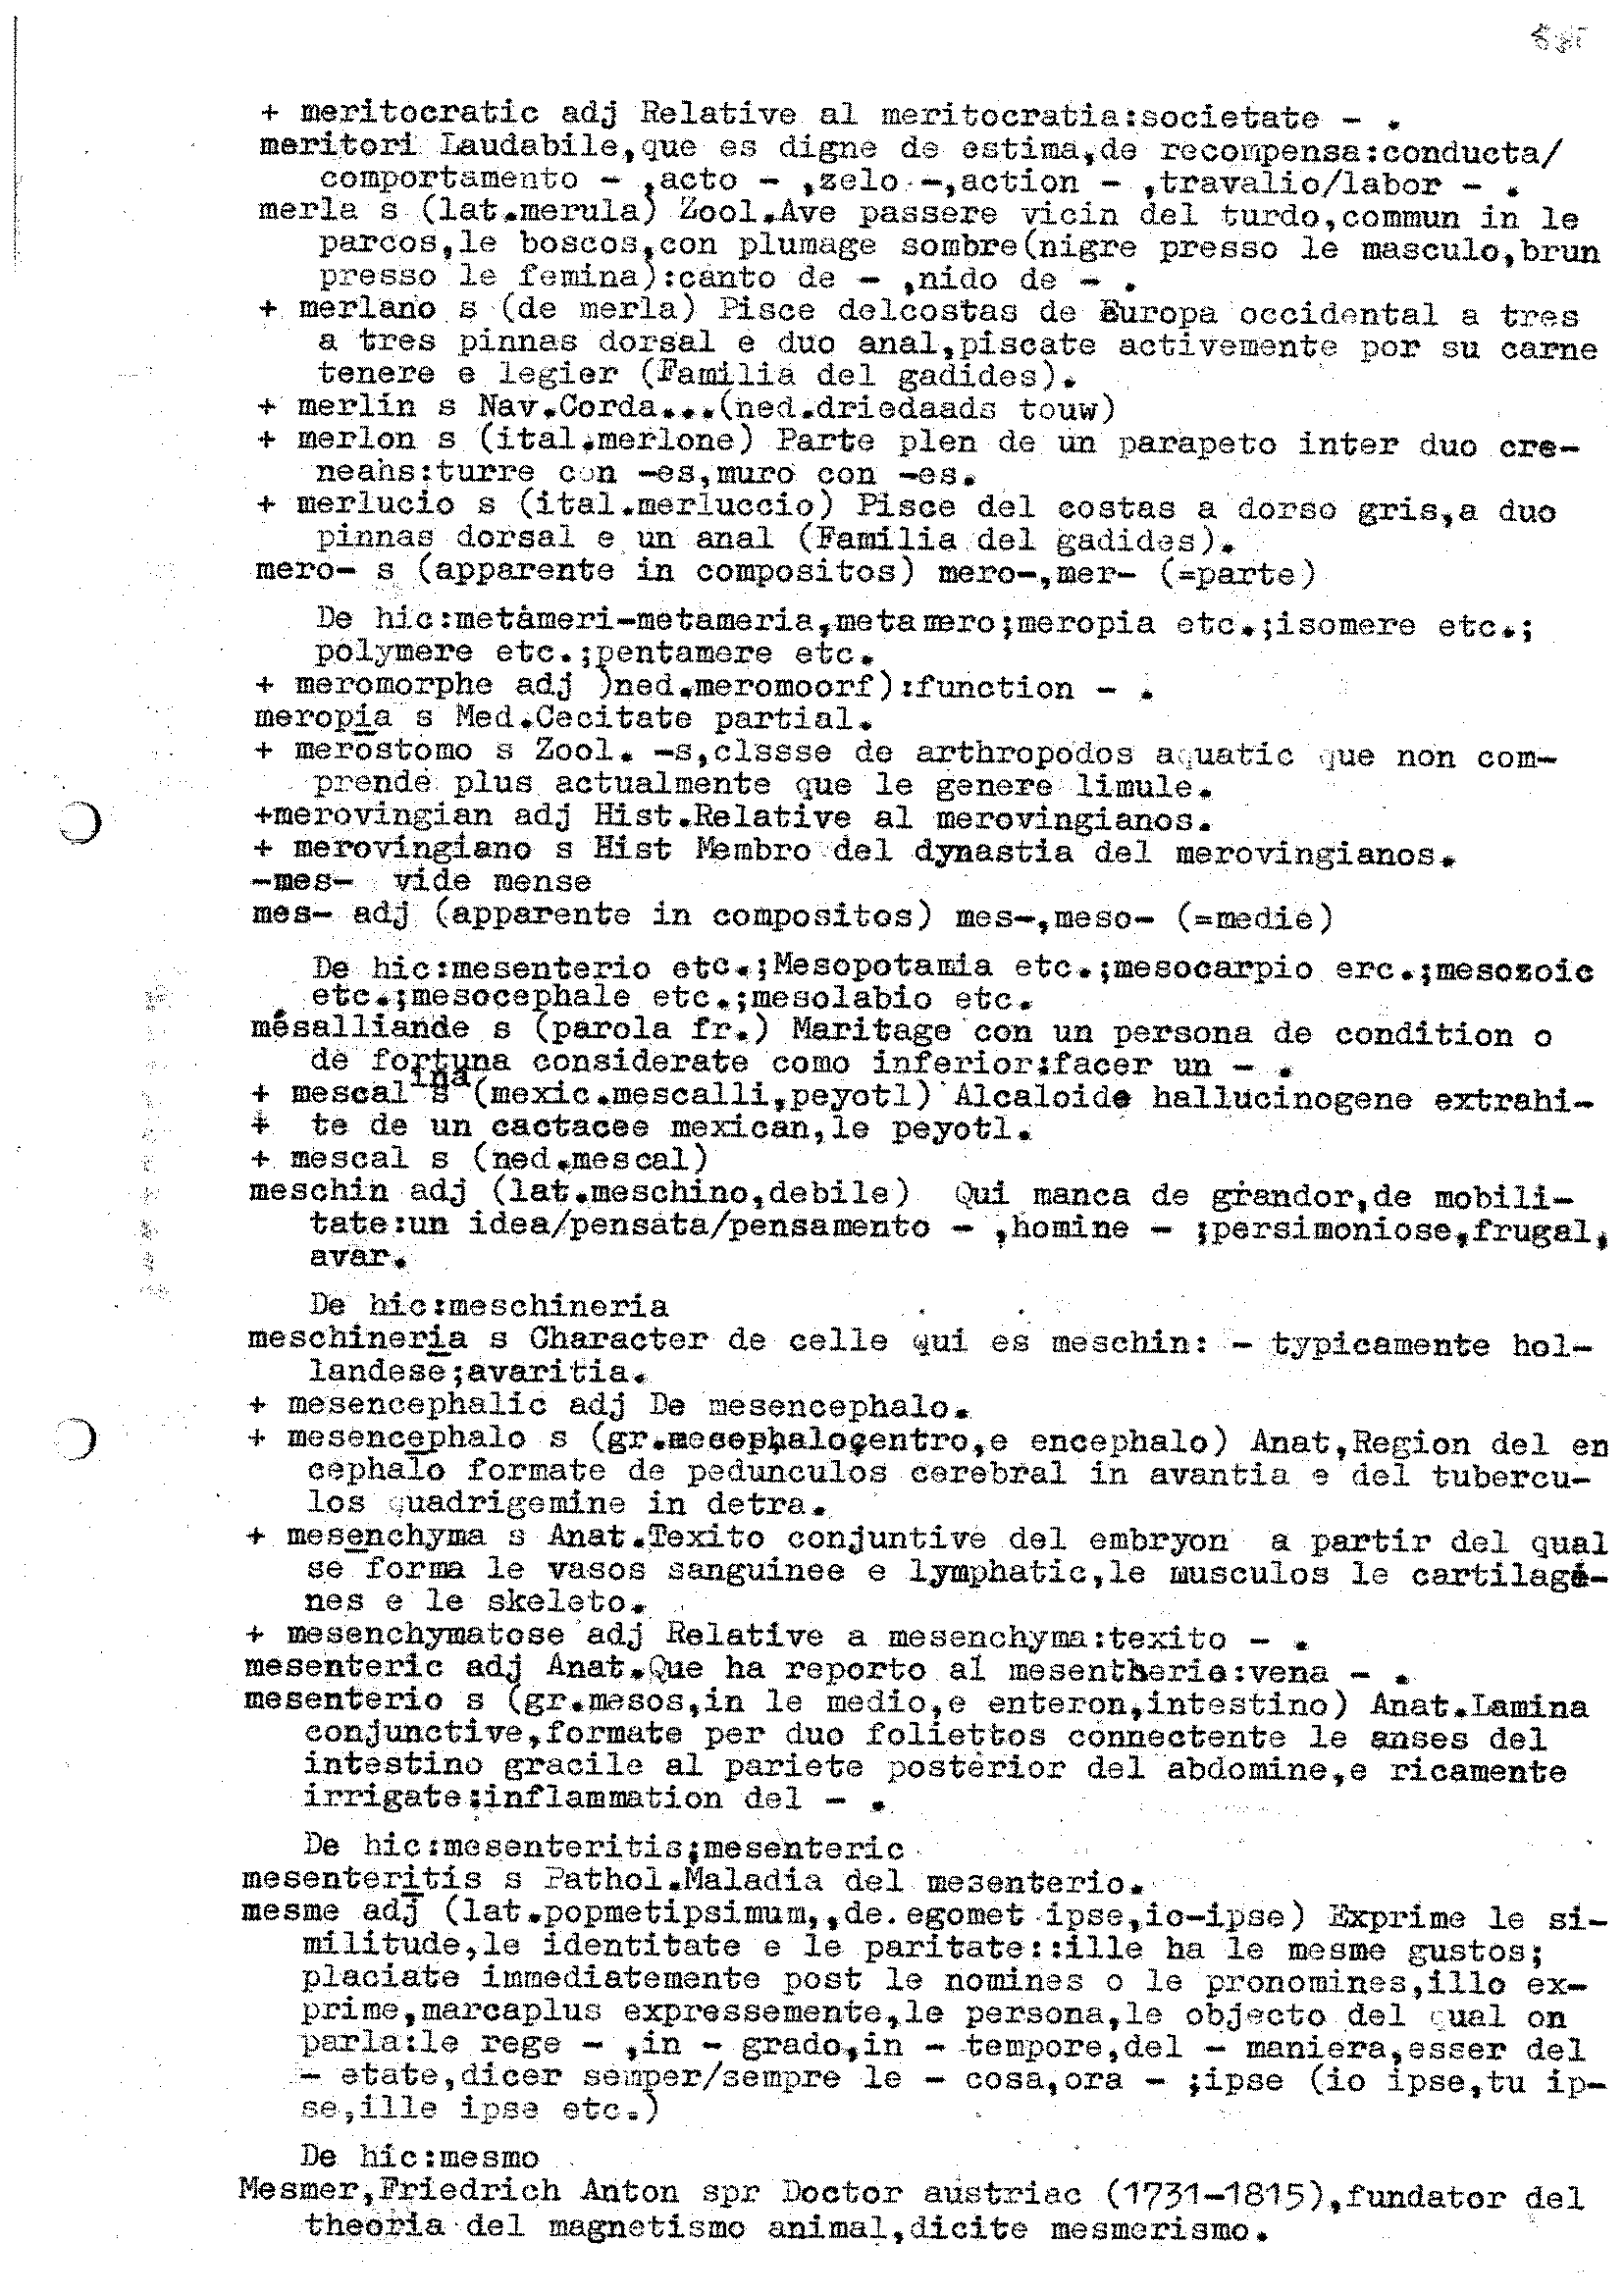 + meritocratic adj Relative al meritocratia:societate - .
meritori Laudabile,que es digne de estima,de recompensa:conducta/
comportamento - ,acto - ,zelo -,action - ,travalio/labor - .
merla s (lat.merula) Zool.Ave passere vicin del turdo,commun in le
parcos,le boscos,con plumage sombre(nigre presso le masculo,brun
presso le femina):canto de - ,nido de - .
+ merlano s (de merla) Pisce delcostas de Europa occidental a tres
a tres pinnas dorsal e duo anal,piscate activemente por su carne
tenere e legier (Familia del gadides).
+ merlin s Nav.Corda...(ned.driedaads touw)
+ merlon s (ital.merlone) Parte plen de un parapeto inter duo cre-
neahs:turre con -es,muro con -es.
+ merlucio s (ital.merluccio) Pisce del costas a dorso gris,a duo
pinnas dorsal e un anal (Familia del gadides).
mero- s (apparente in compositos) mero-,mer- (=parte)
De hic:metàmeri-metameria,metamero;meropia etc.;isomere etc.;
polymere etc.;pentamere etc.
+ meromorphe adj )ned.meromoorf):function - .
meropia s Med.Cecitate partial.
+ merostomo s Zool. -s,clssse de arthropodos aquatic que non com-
prende plus actualmente que le genere limule.
+merovingian adj Hist.Relative al merovingianos.
+ merovingiano s Hist Membro del dynastia del merovingianos.
-mes- vide mense
mes- adj (apparente in compositos) mes-,meso- (=medie)
De hic:mesenterio etc.;Mesopotamia etc.;mesocarpio erc.;mesozoic
etc.;mesocephale etc.;mesolabio etc.
mésalliande s (parola fr.) Maritage con un persona de condition o
de fortuna considerate como inferior:facer un - .
+ mescalina s (mexic.mescalli,peyotl) Alcaloide hallucinogene extrahi-
+ te de un cactacee mexican,le peyotl.
+ mescal s (ned.mescal)
meschin adj (lat.meschino,debile) Qui manca de grandor,de mobili-
tate:un idea/pensata/pensamento - ,homine - ;persimoniose,frugal,
avar.
De hic:meschineria
meschineria s Character de celle qui es meschin: - typicamente hol-
landese;avaritia.
+ mesencephalic adj De mesencephalo.
+ mesencephalo s (gr.mesephalocentro,e encephalo) Anat,Region del en
cephalo formate de pedunculos cerebral in avantia e del tubercu-
los quadrigemine in detra.
+ mesenchyma s Anat.Texito conjuntive del embryon a partir del qual
se forma le vasos sanguinee e lymphatic,le musculos le cartilagi-
nes e le skeleto.
+ mesenchymatose adj Relative a mesenchyma:texito - .
mesenteric adj Anat.Que ha reporto al mesentherio:vena - .
mesenterio s (gr.mesos,in le medio,e enteron,intestino) Anat.Lamina
conjunctive,formate per duo foliettos connectente le anses del
intestino gracile al pariete posterior del abdomine,e ricamente
irrigate:inflammation del - .
De hic:mesenteritis;mesenteric
mesenteritis s Pathol.Maladia del mesenterio.
mesme adj (lat.popmetipsimum,,de.egomet ipse,io-ipse) Exprime le si-
militude,le identitate e le paritate::ille ha le mesme gustos;
placiate immediatemente post le nomines o le pronomines,illo ex-
prime,marcaplus expressemente,le persona,le objecto del qual on
parla:le rege - ,in - grado,in - tempore,del - maniera,esser del
- etate,dicer semper/sempre le - cosa,ora - ;ipse (io ipse,tu ip-
se,ille ipse etc.)
De hic:mesmo
Mesmer,Friedrich Anton spr Doctor austriac (1731-1815),fundator del
theoria del magnetismo animal,dicite mesmerismo.